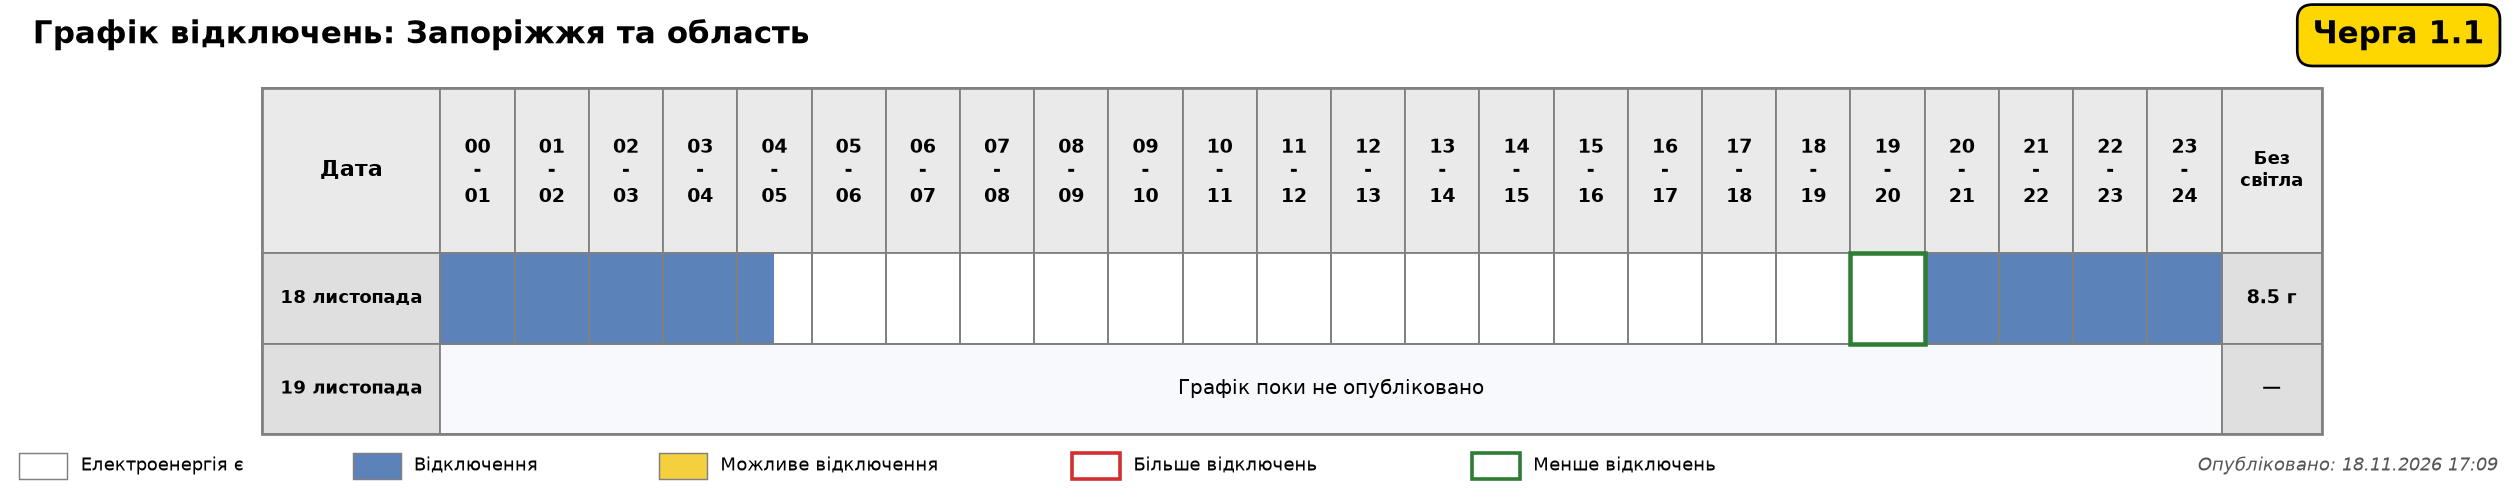 Графік відключень: Запоріжжя та область
Черга 1.1
Дата
00 - 01
01 - 02
02 - 03
03 - 04
04 - 05
05 - 06
06 - 07
07 - 08
08 - 09
09 - 10
10 - 11
11 - 12
12 - 13
13 - 14
14 - 15
15 - 16
16 - 17
17 - 18
18 - 19
19 - 20
20 - 21
21 - 22
22 - 23
23 - 24
Без
світла
18 листопада
8.5 г
19 листопада
Графік поки не опубліковано
—
Електроенергія є
Відключення
Можливе відключення
Більше відключень
Менше відключень
Опубліковано: 18.11.2026 17:09